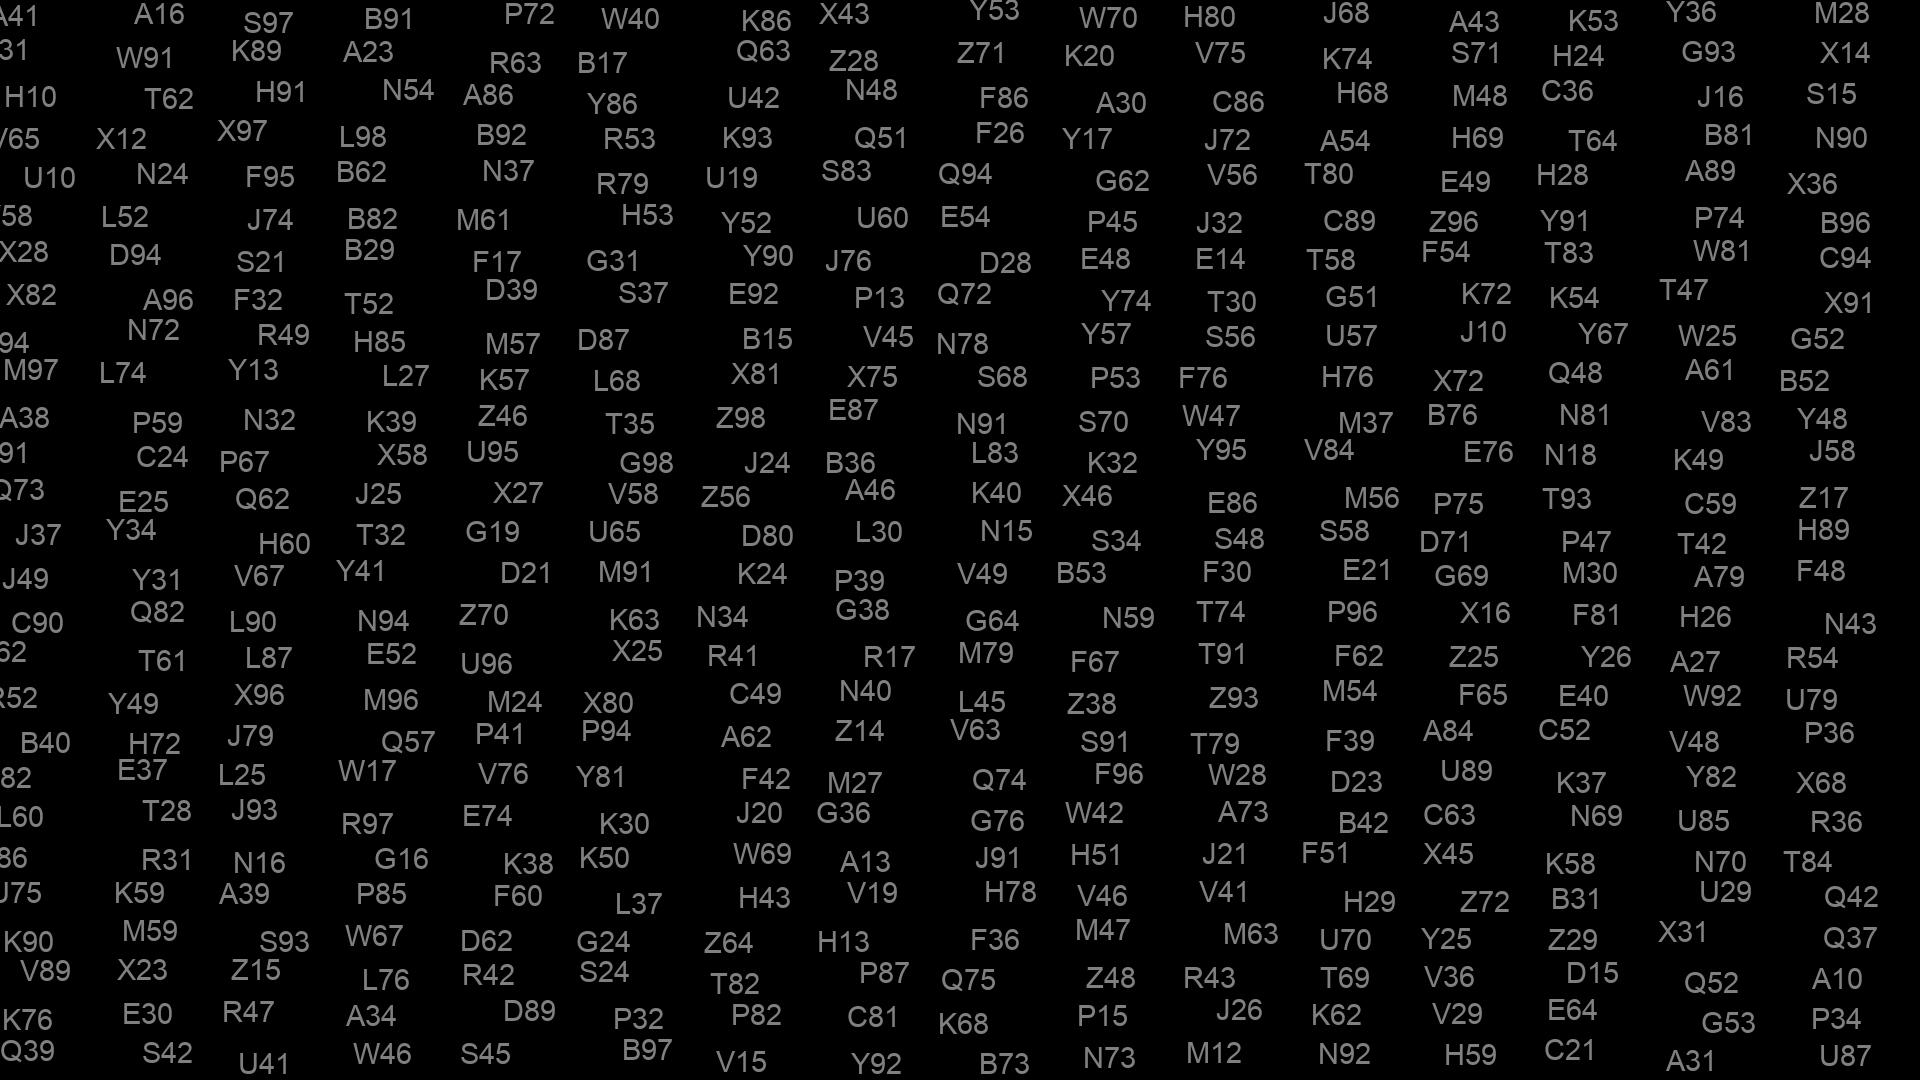 A41 A16 S97 B91 P72 W40 K86 X43 Y53 W70 H80 J68 A43 K53 Y36 M28
31 W91 K89 A23 R63 B17 Q63 Z28 Z71 K20 V75 K74 S71 H24 G93 X14
H10 T62 H91 N54 A86 Y86 U42 N48 F86 A30 C86 H68 M48 C36 J16 S15
V65 X12 X97 L98 B92 R53 K93 Q51 F26 Y17 J72 A54 H69 T64 B81 N90
U10 N24 F95 B62 N37 R79 U19 S83 Q94 G62 V56 T80 E49 H28 A89 X36
58 L52 J74 B82 M61 H53 Y52 U60 E54 P45 J32 C89 Z96 Y91 P74 B96
X28 D94 S21 B29 F17 G31 Y90 J76 D28 E48 E14 T58 F54 T83 W81 C94
X82 A96 F32 T52 D39 S37 E92 P13 Q72 Y74 T30 G51 K72 K54 T47 X91
94 N72 R49 H85 M57 D87 B15 V45 N78 Y57 S56 U57 J10 Y67 W25 G52
M97 L74 Y13 L27 K57 L68 X81 X75 S68 P53 F76 H76 X72 Q48 A61 B52
A38 P59 N32 K39 Z46 T35 Z98 E87 N91 S70 W47 M37 B76 N81 V83 Y48
91 C24 P67 X58 U95 G98 J24 B36 L83 K32 Y95 V84 E76 N18 K49 J58
Q73 E25 Q62 J25 X27 V58 Z56 A46 K40 X46 E86 M56 P75 T93 C59 Z17
J37 Y34 H60 T32 G19 U65 D80 L30 N15 S34 S48 S58 D71 P47 T42 H89
J49 Y31 V67 Y41 D21 M91 K24 P39 V49 B53 F30 E21 G69 M30 A79 F48
C90 Q82 L90 N94 Z70 K63 N34 G38 G64 N59 T74 P96 X16 F81 H26 N43
62 T61 L87 E52 U96 X25 R41 R17 M79 F67 T91 F62 Z25 Y26 A27 R54
R52 Y49 X96 M96 M24 X80 C49 N40 L45 Z38 Z93 M54 F65 E40 W92 U79
B40 H72 J79 Q57 P41 P94 A62 Z14 V63 S91 T79 F39 A84 C52 V48 P36
82 E37 L25 W17 V76 Y81 F42 M27 Q74 F96 W28 D23 U89 K37 Y82 X68
L60 T28 J93 R97 E74 K30 J20 G36 G76 W42 A73 B42 C63 N69 U85 R36
86 R31 N16 G16 K38 K50 W69 A13 J91 H51 J21 F51 X45 K58 N70 T84
U75 K59 A39 P85 F60 L37 H43 V19 H78 V46 V41 H29 Z72 B31 U29 Q42
K90 M59 S93 W67 D62 G24 Z64 H13 F36 M47 M63 U70 Y25 Z29 X31 Q37
V89 X23 Z15 L76 R42 S24 T82 P87 Q75 Z48 R43 T69 V36 D15 Q52 A10
K76 E30 R47 A34 D89 P32 P82 C81 K68 P15 J26 K62 V29 E64 G53 P34
Q39 S42 U41 W46 S45 B97 V15 Y92 B73 N73 M12 N92 H59 C21 A31 U87